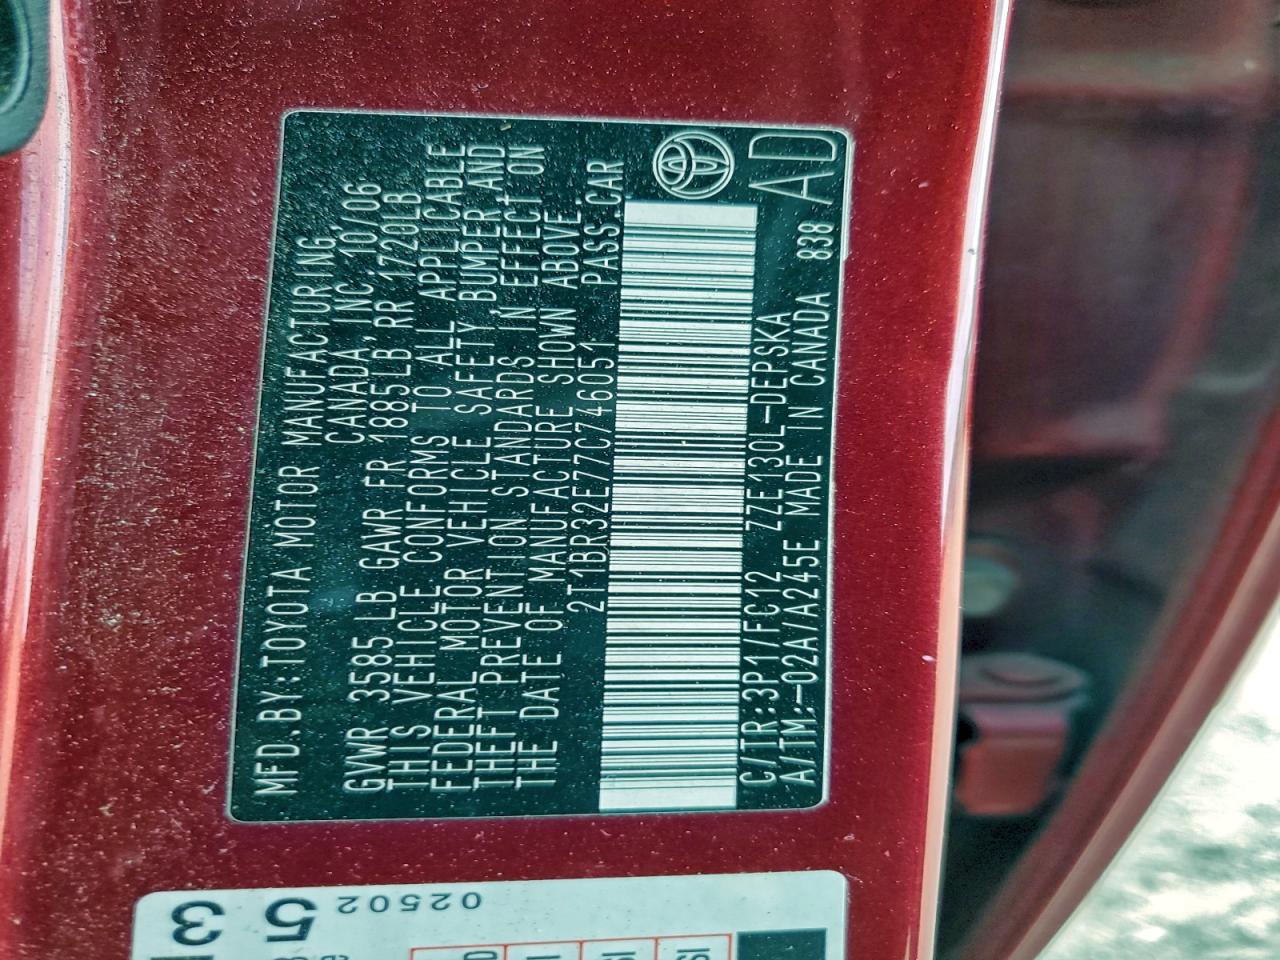 MFD.BY:TOYOTA MOTOR MANUFACTURING
CANADA,INC. 10/06
GVWR 3585 LB GAWR FR 1885LB RR 1720LB
THIS VEHICLE CONFORMS TO ALL APPLICABLE
FEDERAL MOTOR VEHICLE SAFETY, BUMPER AND
THEFT PREVENTION STANDARDS IN EFFECT ON
THE DATE OF MANUFACTURE SHOWN ABOVE.
2T1BR32E77C746051 PASS.CAR
C/TR:3P1/FC12 ZZE130L-DEPSKA
A/TM:-02A/A245E MADE IN CANADA 838
AD
02502
5
3